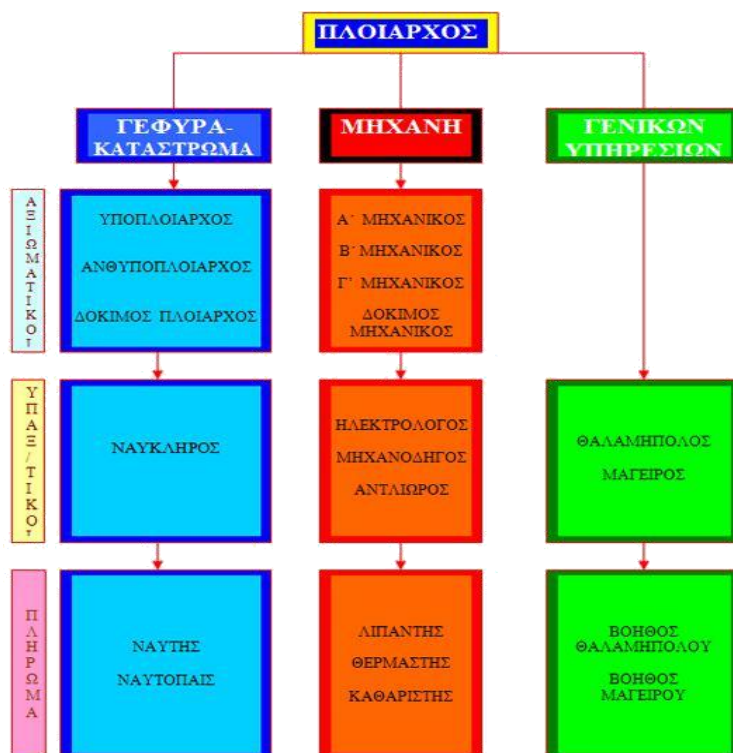 ΠΛΟΙΑΡΧΟΣ
ΓΕΦΥΡΑ-
ΚΑΤΑΣΤΡΩΜΑ
ΜΗΧΑΝΗ
ΓΕΝΙΚΩΝ
ΥΠΗΡΕΣΙΩΝ
ΑΞΙΩΜΑΤΙΚΟΙ
ΥΠΟΠΛΟΙΑΡΧΟΣ
ΑΝΘΥΠΟΠΛΟΙΑΡΧΟΣ
ΔΟΚΙΜΟΣ ΠΛΟΙΑΡΧΟΣ
Α΄ ΜΗΧΑΝΙΚΟΣ
Β΄ ΜΗΧΑΝΙΚΟΣ
Γ΄ ΜΗΧΑΝΙΚΟΣ
ΔΟΚΙΜΟΣ
ΜΗΧΑΝΙΚΟΣ
ΥΠΑΞ/ΤΙΚΟΙ
ΝΑΥΚΛΗΡΟΣ
ΗΛΕΚΤΡΟΛΟΓΟΣ
ΜΗΧΑΝΟΔΗΓΟΣ
ΑΝΤΛΙΩΡΟΣ
ΘΑΛΑΜΗΠΟΛΟΣ
ΜΑΓΕΙΡΟΣ
ΠΛΗΡΩΜΑ
ΝΑΥΤΗΣ
ΝΑΥΤΟΠΑΙΣ
ΛΙΠΑΝΤΗΣ
ΘΕΡΜΑΣΤΗΣ
ΚΑΘΑΡΙΣΤΗΣ
ΒΟΗΘΟΣ
ΘΑΛΑΜΗΠΟΛΟΥ
ΒΟΗΘΟΣ
ΜΑΓΕΙΡΟΥ